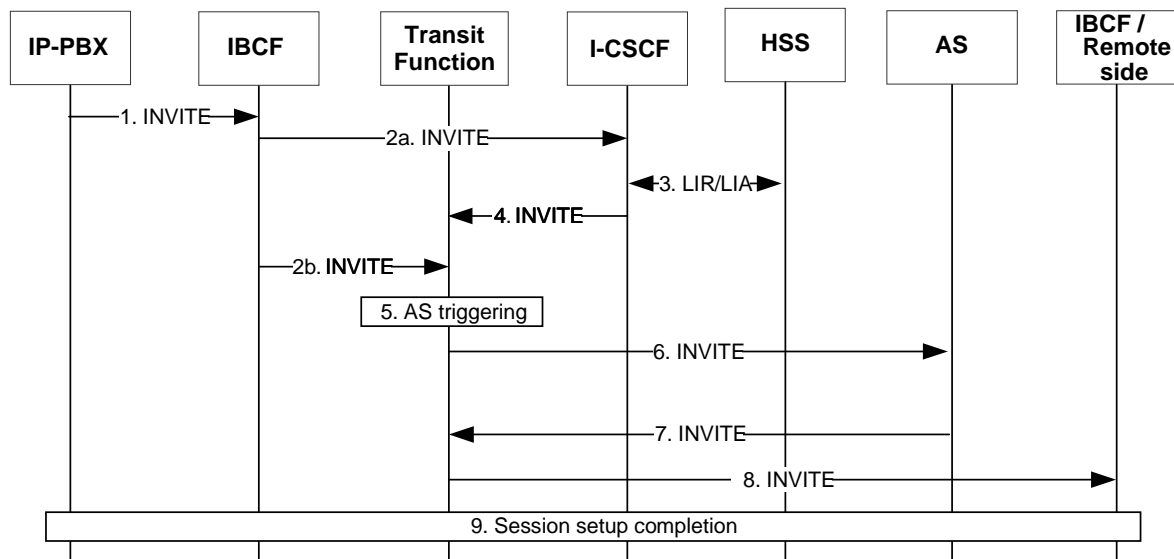 IP-PBX
IBCF
Transit
Function
I-CSCF
HSS
AS
IBCF /
Remote
side
1. INVITE
2a. INVITE
3. LIR/LIA
4. INVITE
2b. INVITE
5. AS triggering
6. INVITE
7. INVITE
8. INVITE
9. Session setup completion